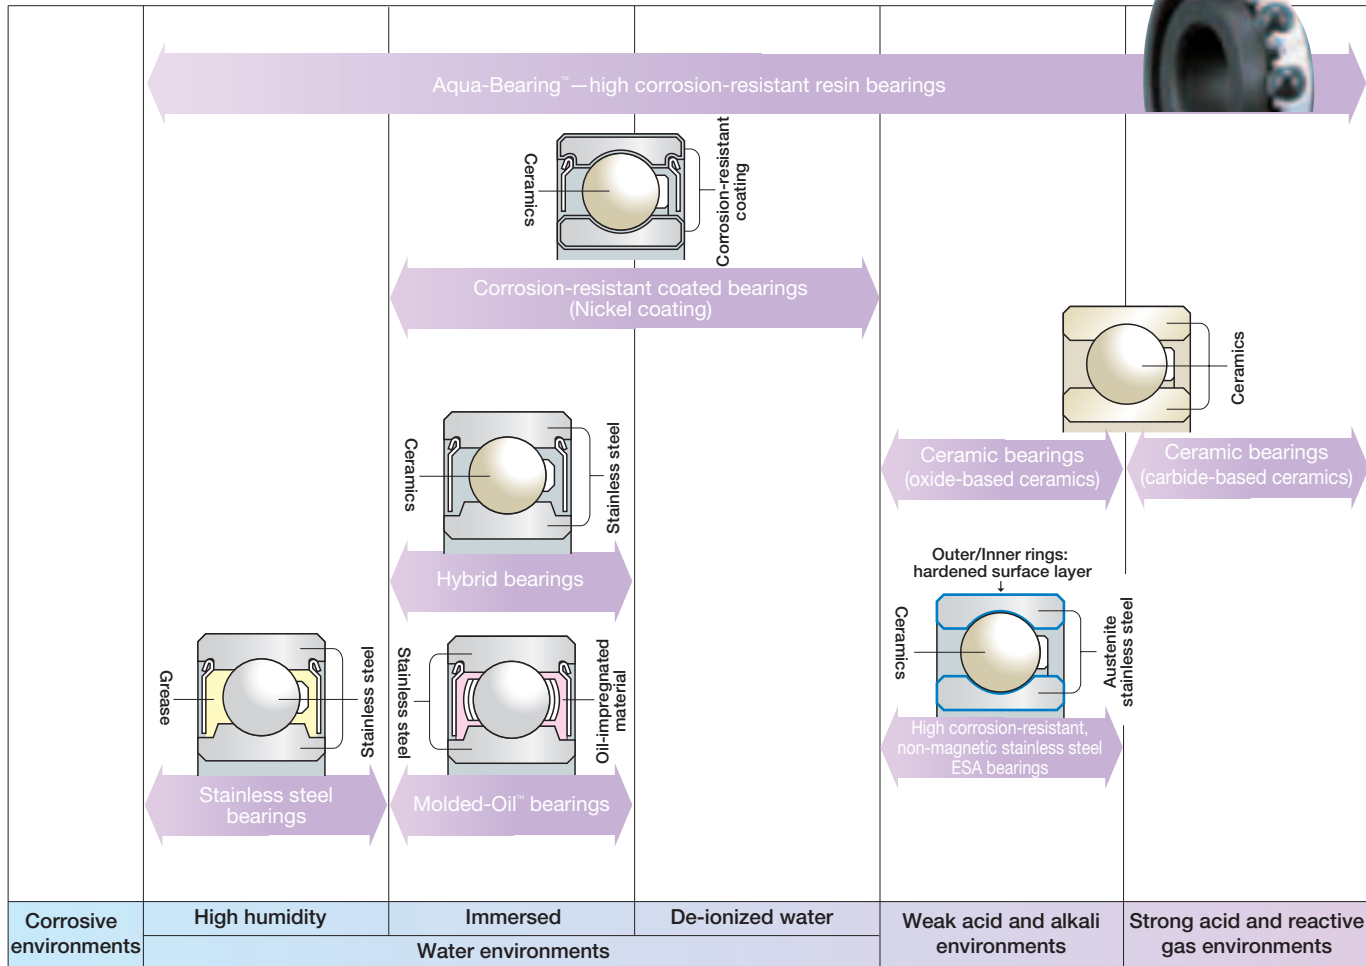 Aqua-Bearing™—high corrosion-resistant resin bearings
Ceramics
Corrosion-resistant
coating
Corrosion-resistant coated bearings
(Nickel coating)
Ceramics
Ceramic bearings
(oxide-based ceramics)
Ceramic bearings
(carbide-based ceramics)
Ceramics
Stainless steel
Hybrid bearings
Outer/Inner rings:
hardened surface layer
Ceramics
Austenite
stainless steel
High corrosion-resistant,
non-magnetic stainless steel
ESA bearings
Grease
Stainless steel
Stainless steel
bearings
Stainless steel
Oil-impregnated
material
Molded-Oil™ bearings
Corrosive
environments
High humidity
Immersed
De-ionized water
Water environments
Weak acid and alkali
environments
Strong acid and reactive
gas environments